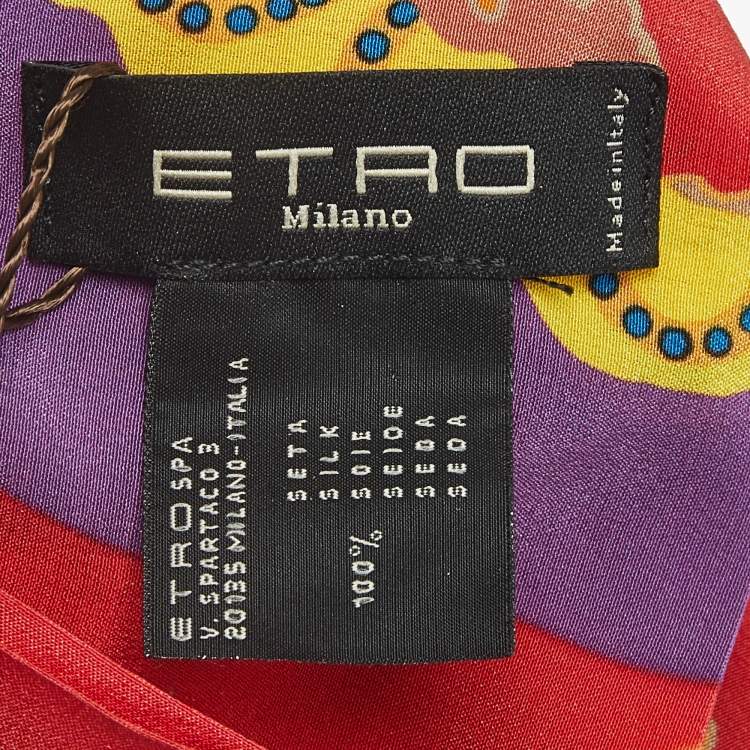 ETRO
Milano
Made in Italy
ETRO SPA
V. SPARTACO 3
20135 MILANO-ITALIA
100%
SETA
SILK
SOIE
SEIDE
SEDA
SEDA